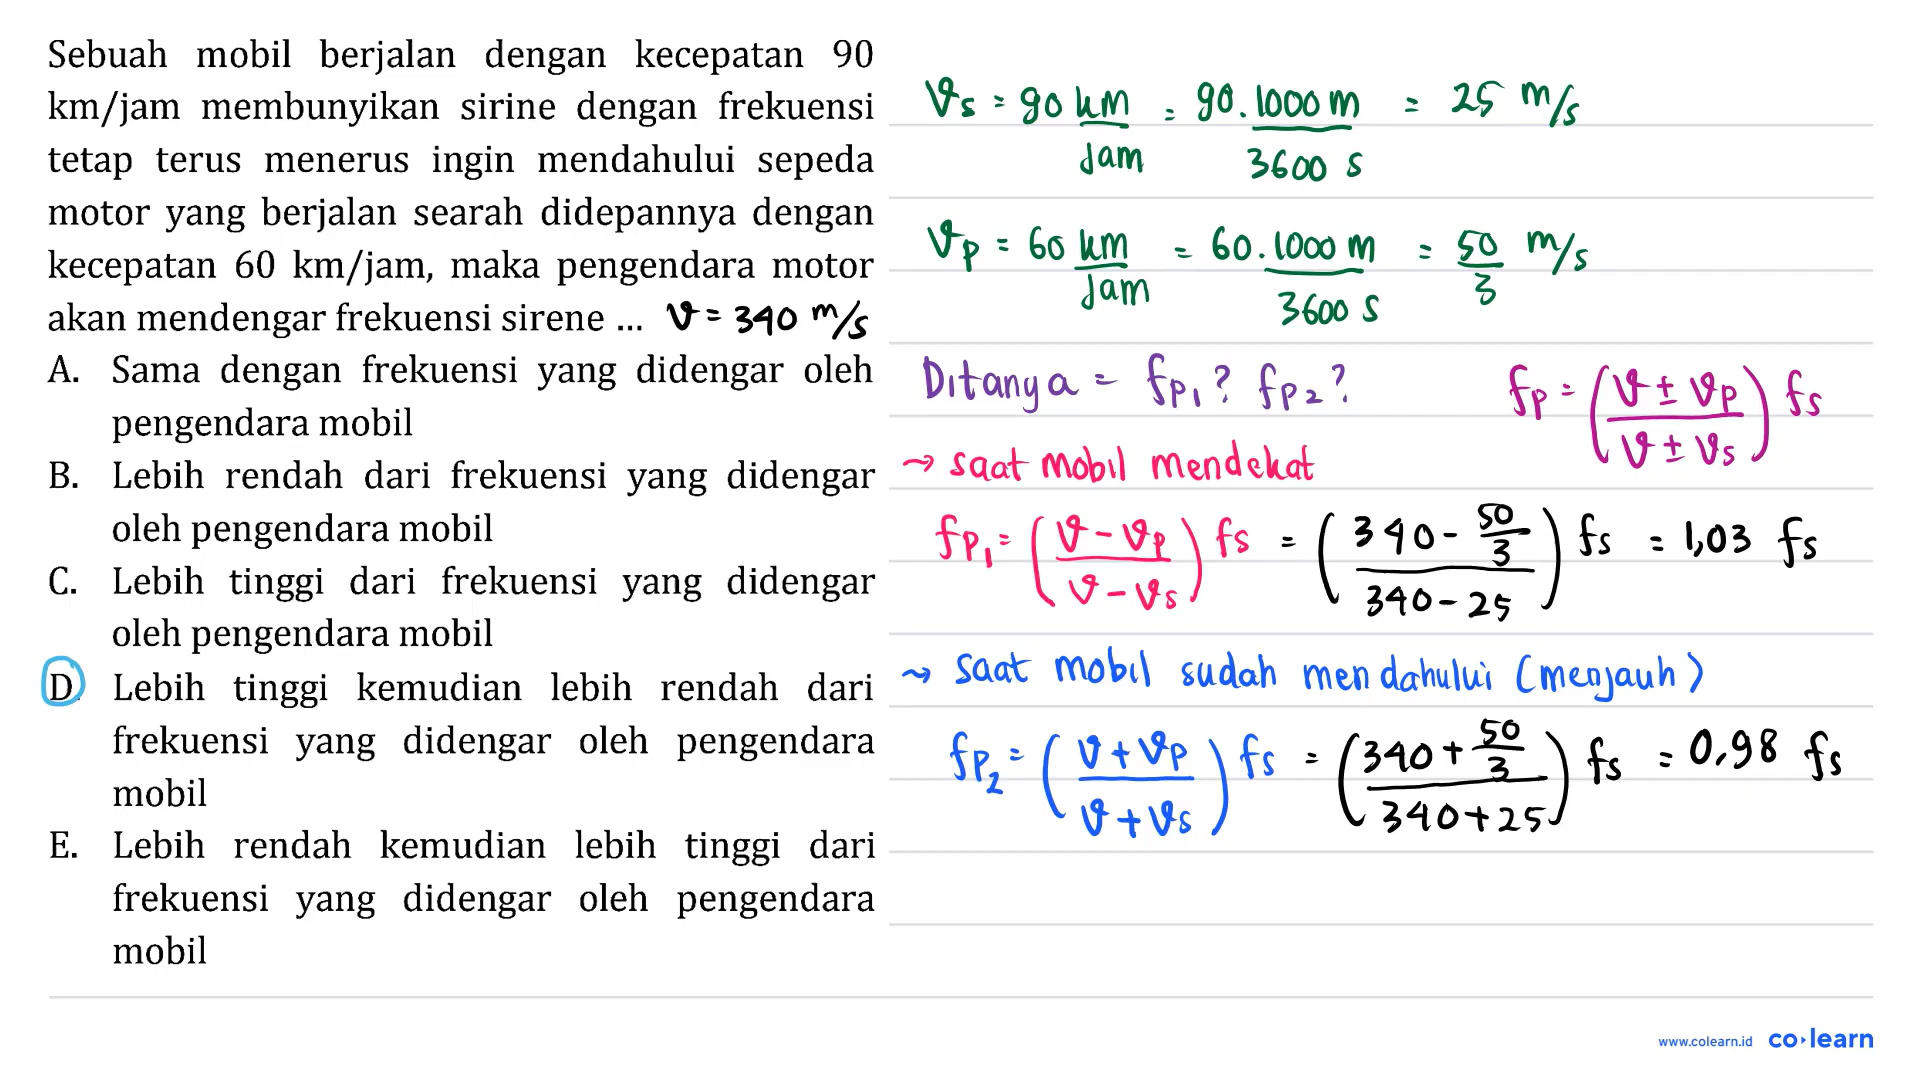 Sebuah mobil berjalan dengan kecepatan 90
km/jam membunyikan sirine dengan frekuensi
tetap terus menerus ingin mendahului sepeda
motor yang berjalan searah didepannya dengan
kecepatan 60 km/jam, maka pengendara motor
akan mendengar frekuensi sirene ... v = 340 m/s
A. Sama dengan frekuensi yang didengar oleh
pengendara mobil
B. Lebih rendah dari frekuensi yang didengar
oleh pengendara mobil
C. Lebih tinggi dari frekuensi yang didengar
oleh pengendara mobil
D. Lebih tinggi kemudian lebih rendah dari
frekuensi yang didengar oleh pengendara
mobil
E. Lebih rendah kemudian lebih tinggi dari
frekuensi yang didengar oleh pengendara
mobil
vs = 90 km/Jam = 90.1000 m/3600 s = 25 m/s
vp = 60 km/Jam = 60.1000 m/3600 s = 50/3 m/s
Ditanya = fp1? fp2? fp = (v ± vp / v ± vs) fs
→ saat mobil mendekat
fp1 = (v - vp / v - vs) fs = (340 - 50/3 / 340 - 25) fs = 1,03 fs
→ saat mobil sudah mendahului (menjauh)
fp2 = (v + vp / v + vs) fs = (340 + 50/3 / 340 + 25) fs = 0,98 fs
www.colearn.id co learn